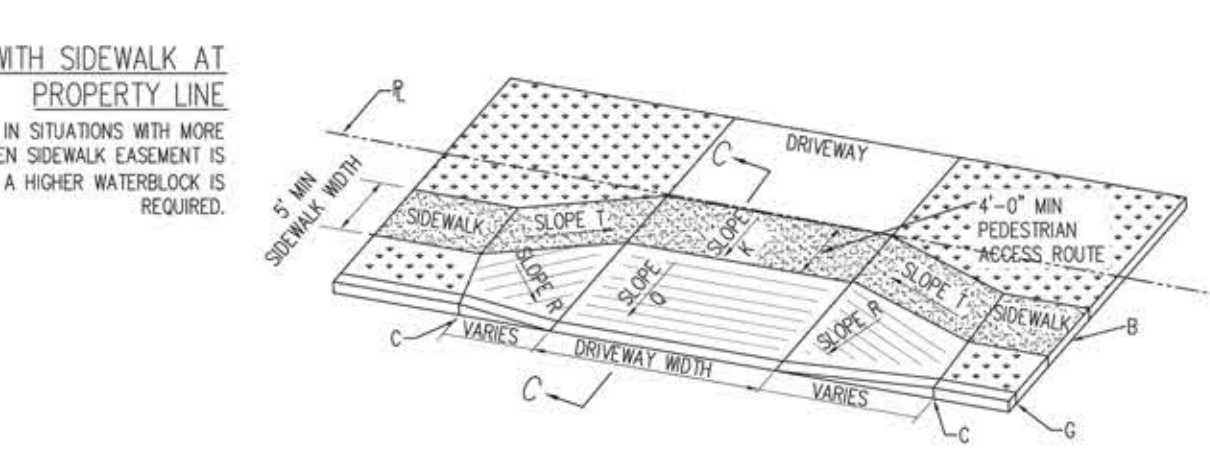 WITH SIDEWALK AT
PROPERTY LINE
IN SITUATIONS WITH MORE
EN SIDEWALK EASEMENT IS
A HIGHER WATERBLOCK IS
REQUIRED.
PL
5' MIN
SIDEWALK WIDTH
C
DRIVEWAY
4'-0" MIN
PEDESTRIAN
ACCESS ROUTE
SIDEWALK
SLOPE T
SLOPE
K
SLOPE T
SIDEWALK
SLOPE R
SLOPE
Q
SLOPE R
B
C
VARIES
DRIVEWAY WIDTH
VARIES
C
C
G